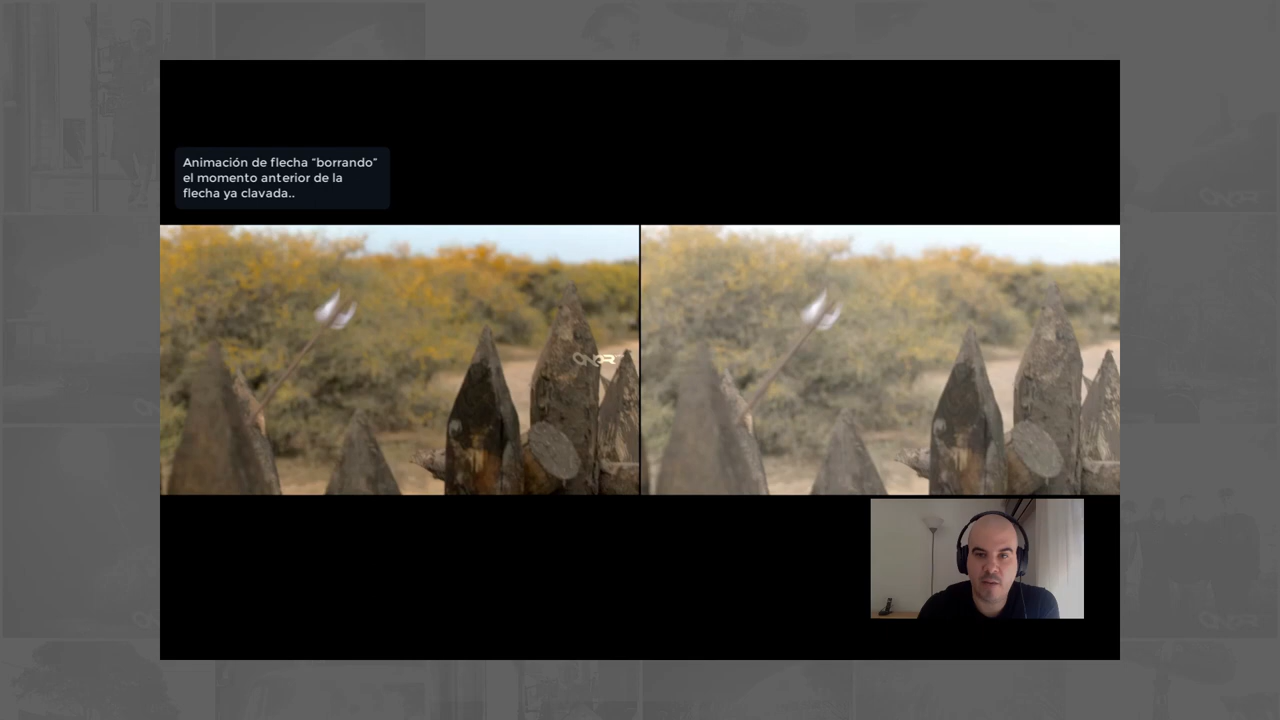 Animación de flecha “borrando”
el momento anterior de la
flecha ya clavada..